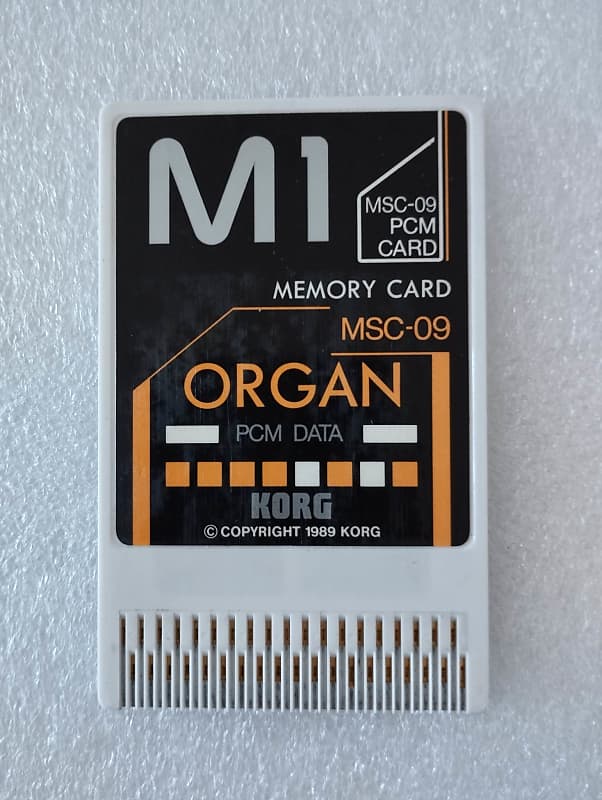 M1
MSC-09
PCM
CARD
MEMORY CARD
MSC-09
ORGAN
PCM DATA
KORG
© COPYRIGHT 1989 KORG